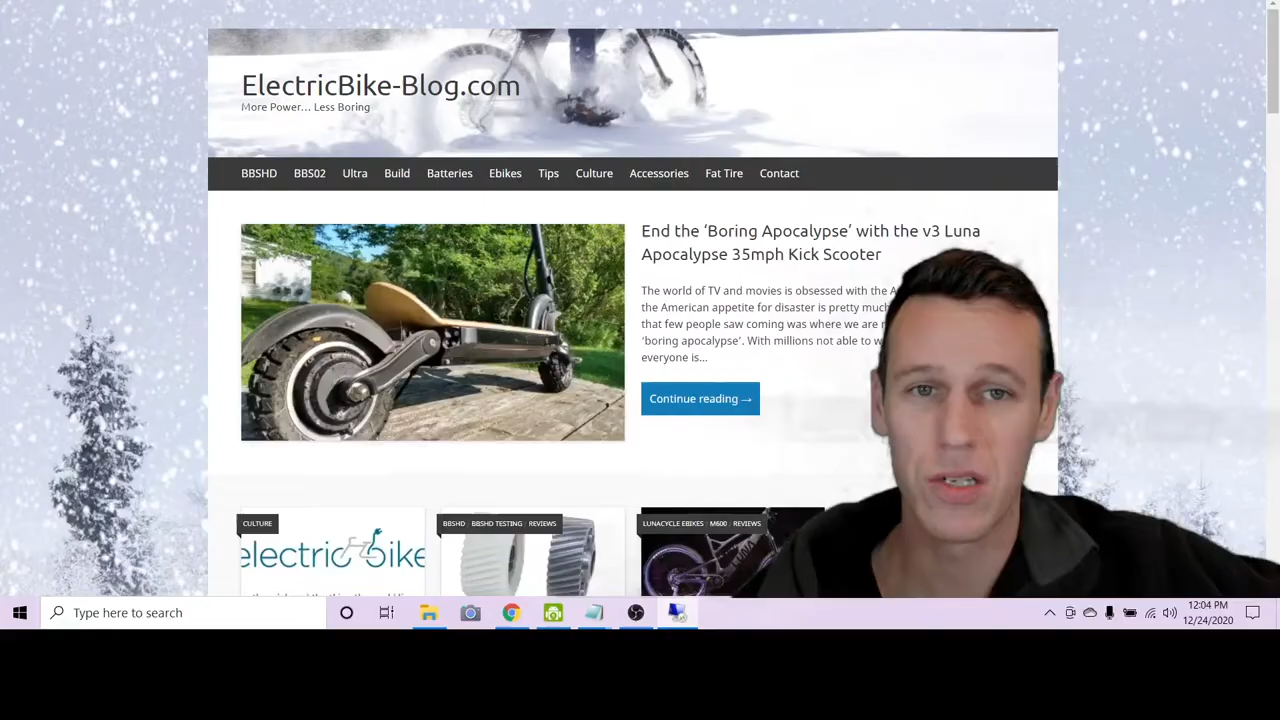 ElectricBike-Blog.com
More Power... Less Boring
BBSHD BBS02 Ultra Build Batteries Ebikes Tips Culture Accessories Fat Tire Contact
End the ‘Boring Apocalypse’ with the v3 Luna
Apocalypse 35mph Kick Scooter
The world of TV and movies is obsessed with the
the American appetite for disaster is pretty much
that few people saw coming was where we are
‘boring apocalypse’. With millions not able to
everyone is...
Continue reading →
CULTURE
BBSHD BBSHD TESTING REVIEWS
LUNACYCLE EBIKES M600 REVIEWS
electric bike
LUNA
Type here to search
12:04 PM
12/24/2020